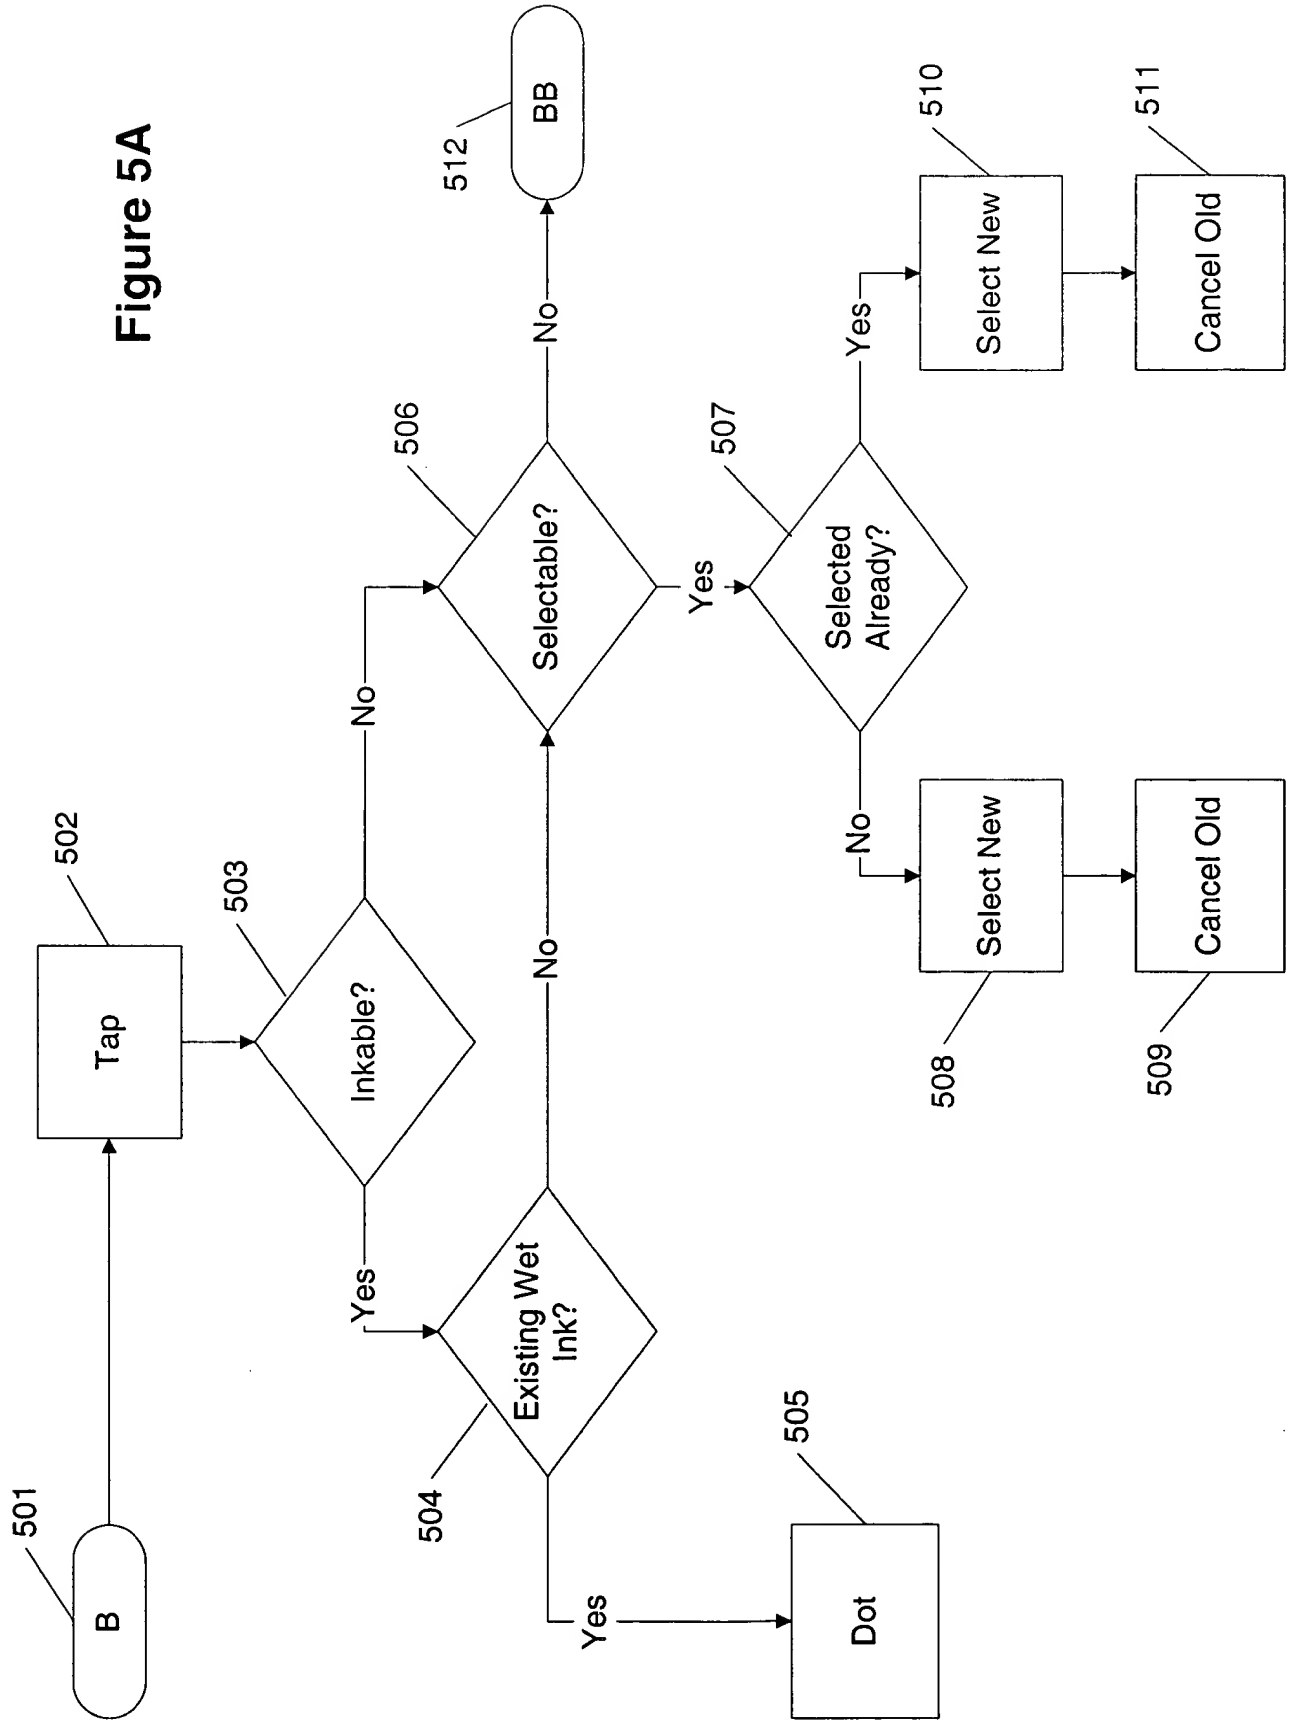 Figure 5A
501
B
502
Tap
503
Inkable?
Yes
No
504
Existing Wet
Ink?
No
506
Selectable?
No
512
BB
Yes
Yes
505
Dot
507
Selected
Already?
No
Yes
508
Select New
510
Select New
509
Cancel Old
511
Cancel Old